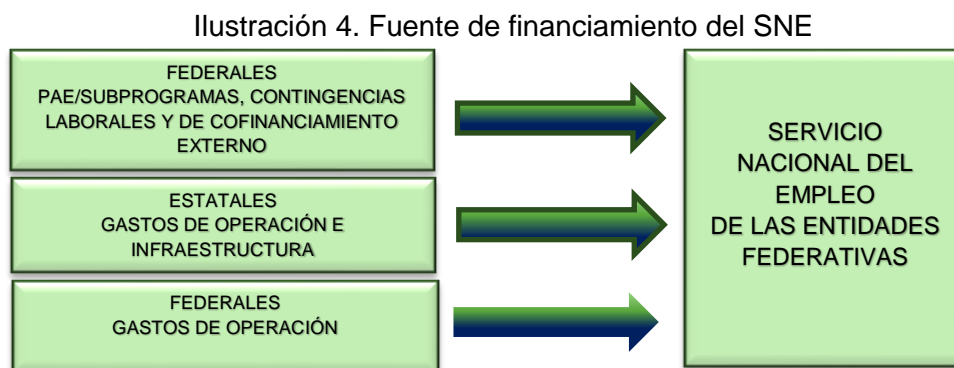 Ilustración 4. Fuente de financiamiento del SNE
FEDERALES
PAE/SUBPROGRAMAS, CONTINGENCIAS
LABORALES Y DE COFINANCIAMIENTO
EXTERNO
ESTATALES
GASTOS DE OPERACIÓN E
INFRAESTRUCTURA
FEDERALES
GASTOS DE OPERACIÓN
SERVICIO
NACIONAL DEL
EMPLEO
DE LAS ENTIDADES
FEDERATIVAS